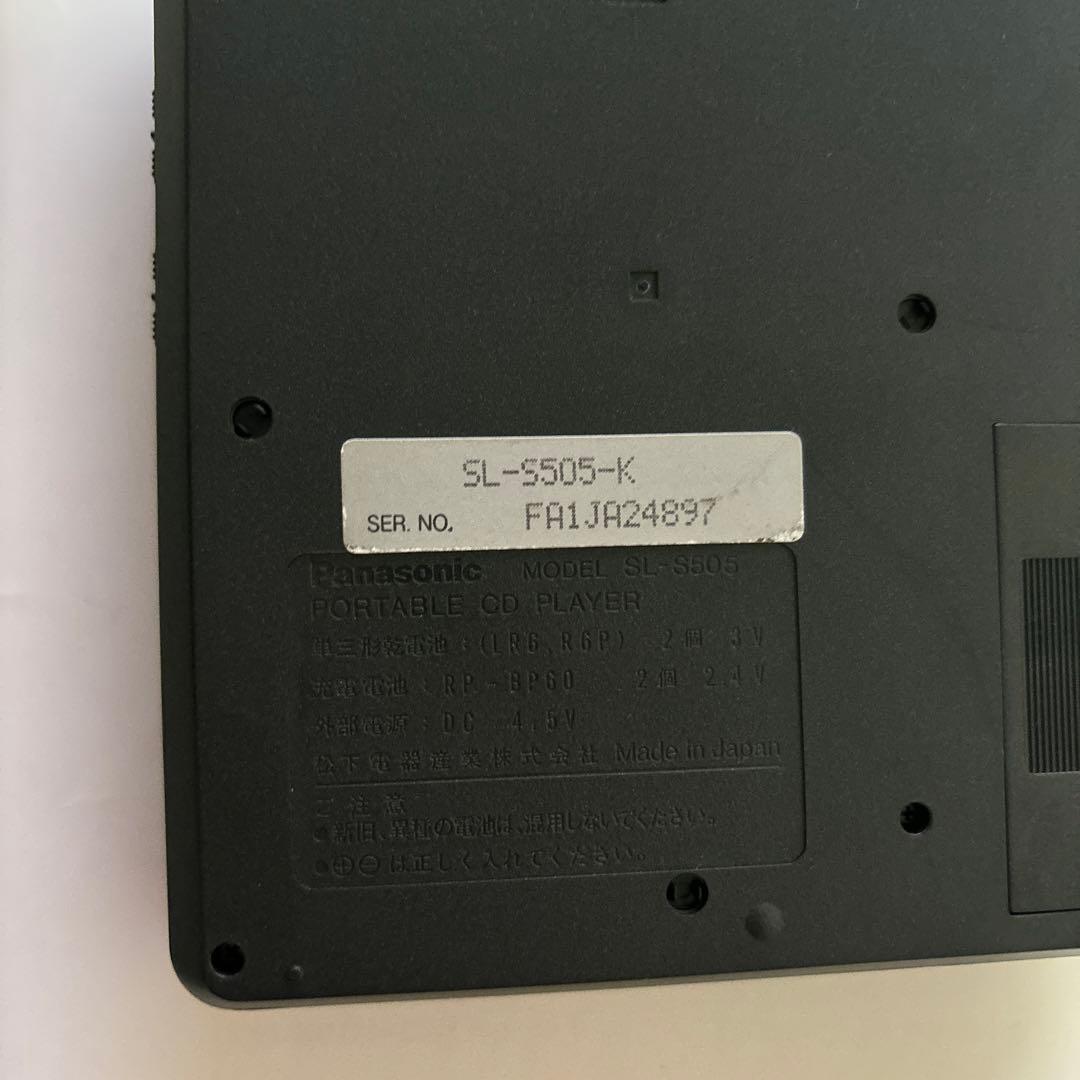 SL-S505-K
SER. NO. FA1JA24897
Panasonic MODEL SL-S505
PORTABLE CD PLAYER
単三形乾電池:(LR6,R6P) 2個 3V
充電電池:RP-BP60 2個 2.4V
外部電源:DC 4.5V
松下電器産業株式会社 Made in Japan
ご注意
●新旧、異種の電池は、混用しないでください。
●⊕⊖は正しく入れてください。